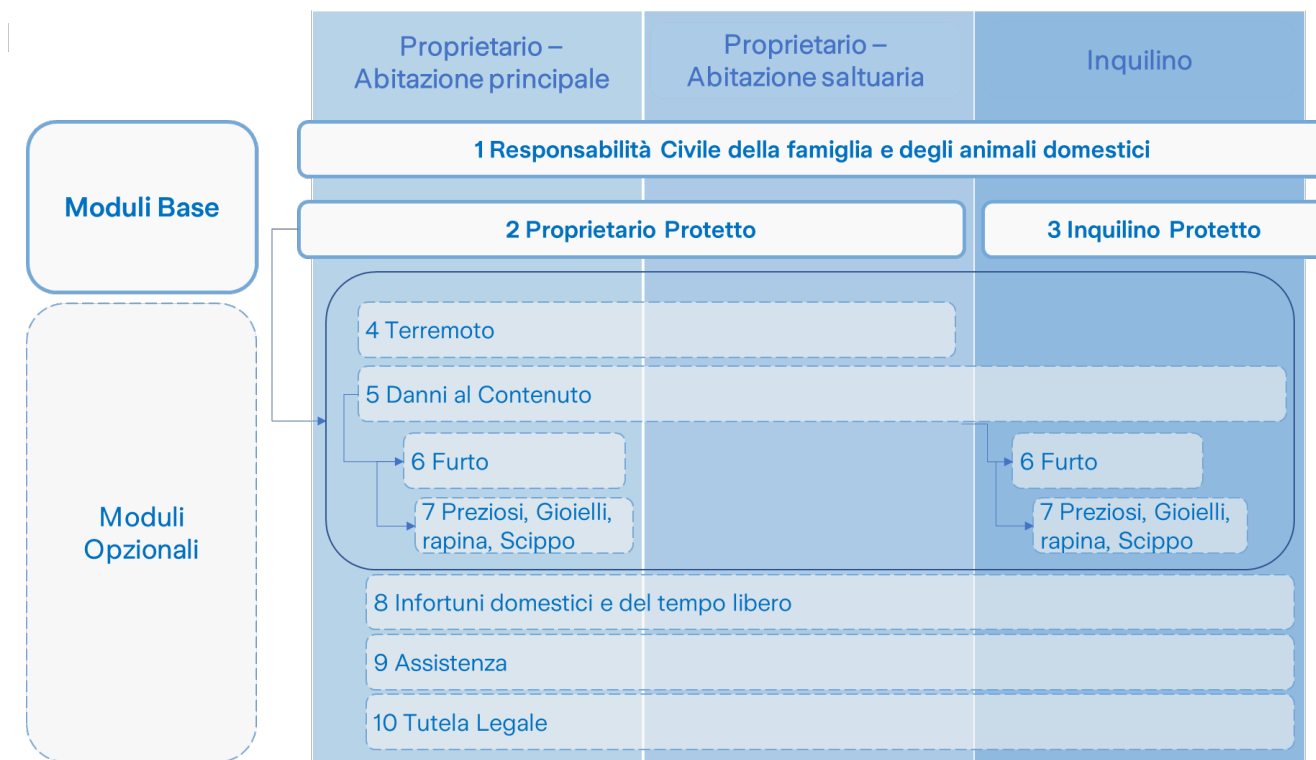 Proprietario –
Abitazione principale
Proprietario –
Abitazione saltuaria
Inquilino
Moduli Base
1 Responsabilità Civile della famiglia e degli animali domestici
2 Proprietario Protetto
3 Inquilino Protetto
Moduli
Opzionali
4 Terremoto
5 Danni al Contenuto
6 Furto
6 Furto
7 Preziosi, Gioielli,
rapina, Scippo
7 Preziosi, Gioielli,
rapina, Scippo
8 Infortuni domestici e del tempo libero
9 Assistenza
10 Tutela Legale